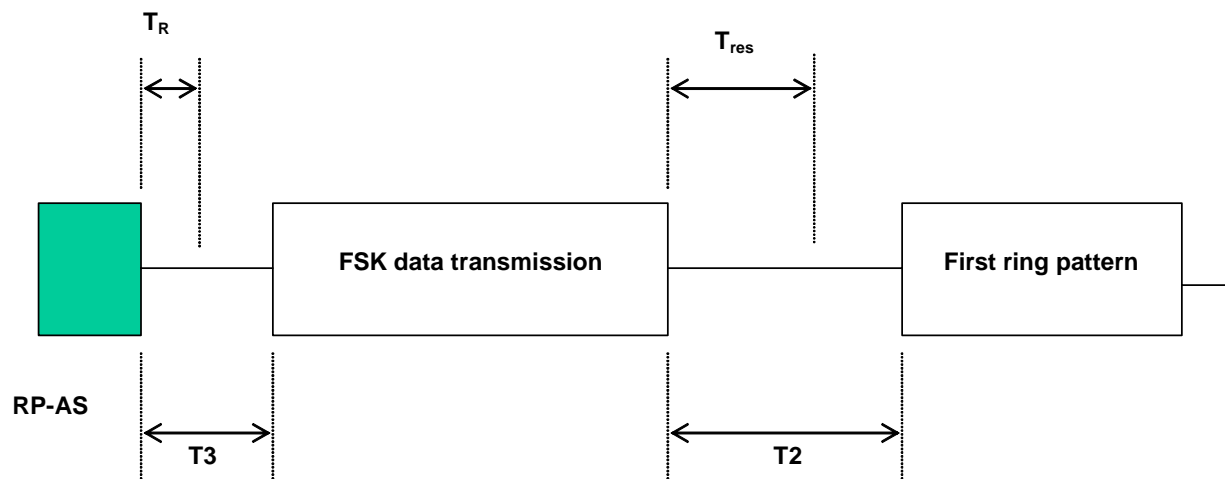 T_R
T_res
FSK data transmission
First ring pattern
RP-AS
T3
T2